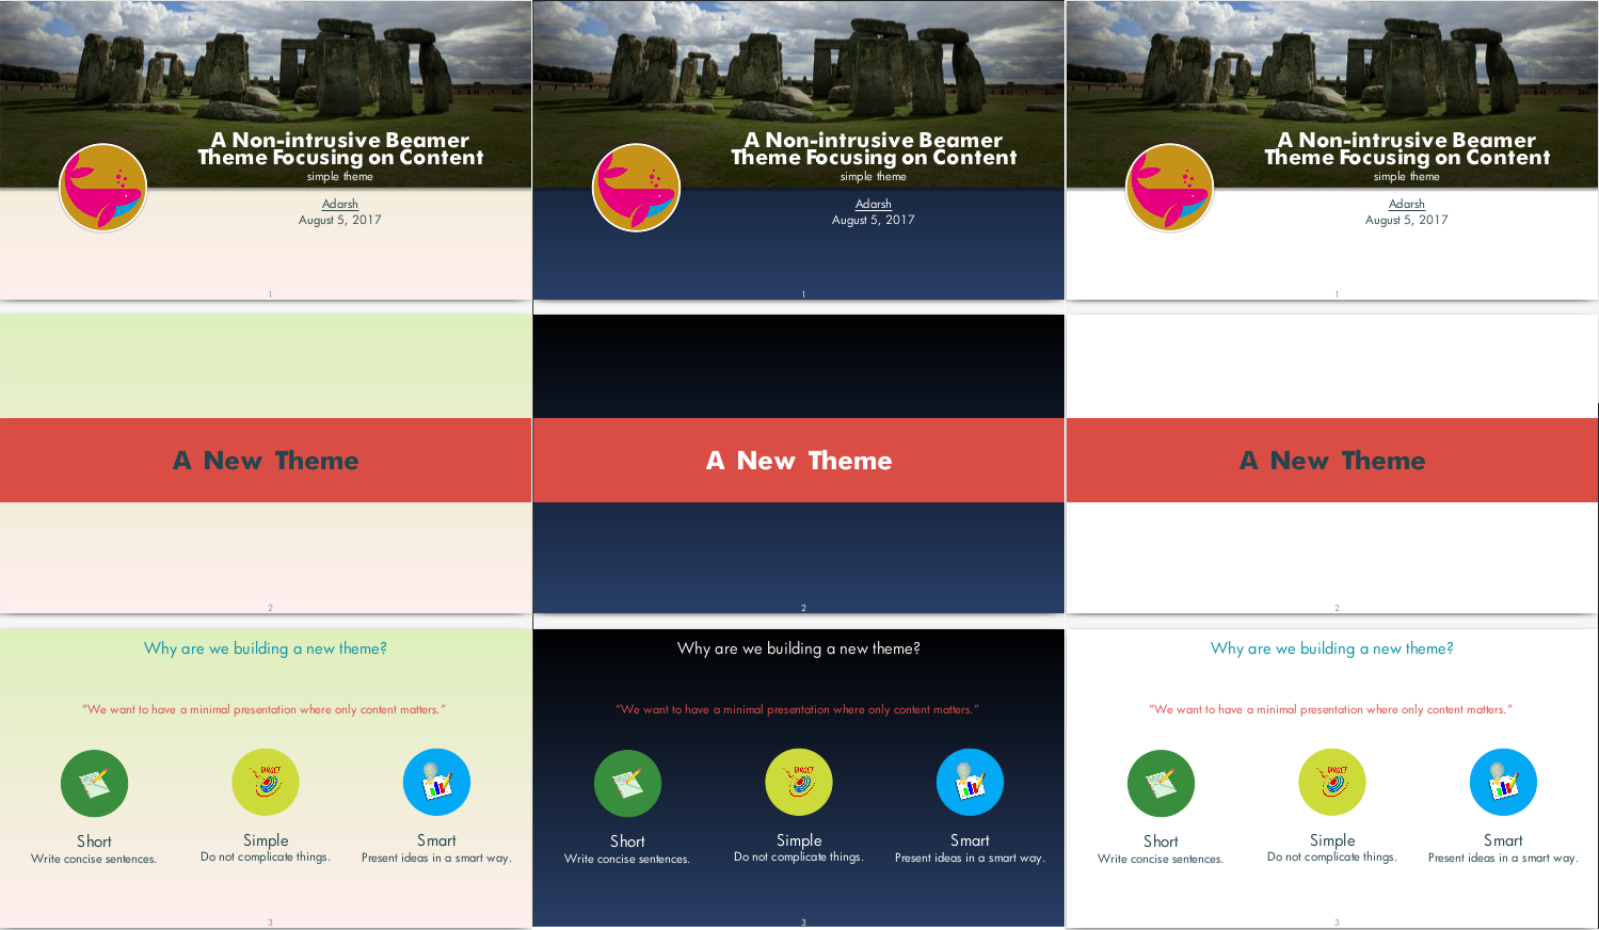 A Non-intrusive Beamer
Theme Focusing on Content
simple theme
Adarsh
August 5, 2017
1
A Non-intrusive Beamer
Theme Focusing on Content
simple theme
Adarsh
August 5, 2017
1
A Non-intrusive Beamer
Theme Focusing on Content
simple theme
Adarsh
August 5, 2017
1
A New Theme
2
A New Theme
2
A New Theme
2
Why are we building a new theme?
“We want to have a minimal presentation where only content matters.”
TARGET
Short
Simple
Smart
Write concise sentences.
Do not complicate things.
Present ideas in a smart way.
3
Why are we building a new theme?
“We want to have a minimal presentation where only content matters.”
TARGET
Short
Simple
Smart
Write concise sentences.
Do not complicate things.
Present ideas in a smart way.
3
Why are we building a new theme?
“We want to have a minimal presentation where only content matters.”
TARGET
Short
Simple
Smart
Write concise sentences.
Do not complicate things.
Present ideas in a smart way.
3